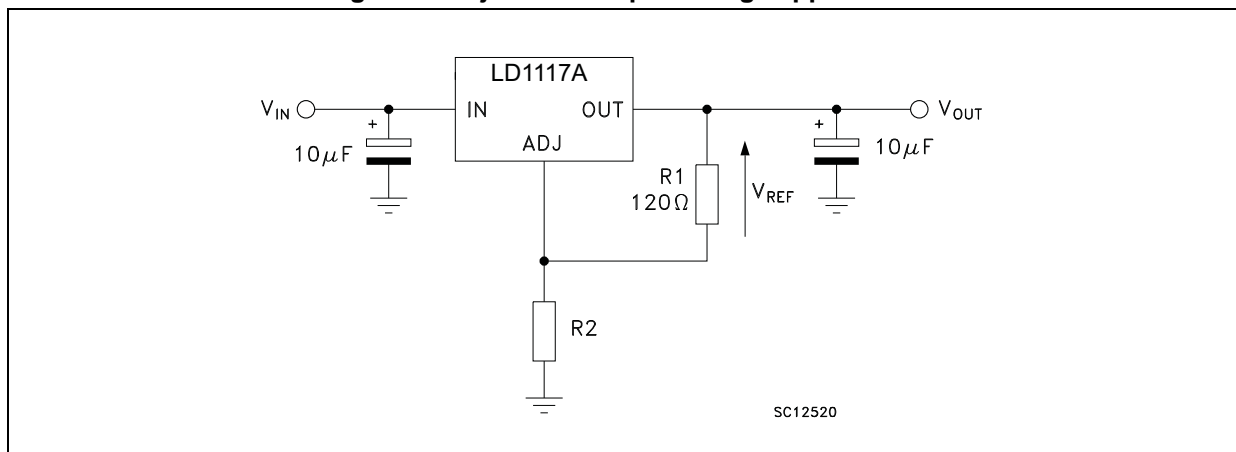 LD1117A
V_IN
IN
OUT
V_OUT
ADJ
+
10μF
R1
120Ω
V_REF
+
10μF
R2
SC12520